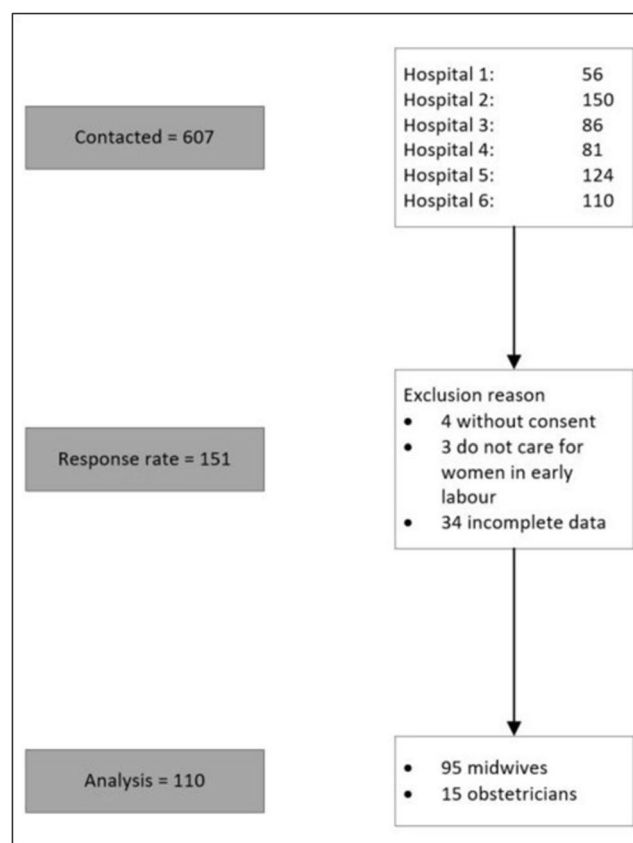 Contacted = 607
Hospital 1: 56
Hospital 2: 150
Hospital 3: 86
Hospital 4: 81
Hospital 5: 124
Hospital 6: 110
Response rate = 151
Exclusion reason
• 4 without consent
• 3 do not care for
women in early
labour
• 34 incomplete data
Analysis = 110
• 95 midwives
• 15 obstetricians